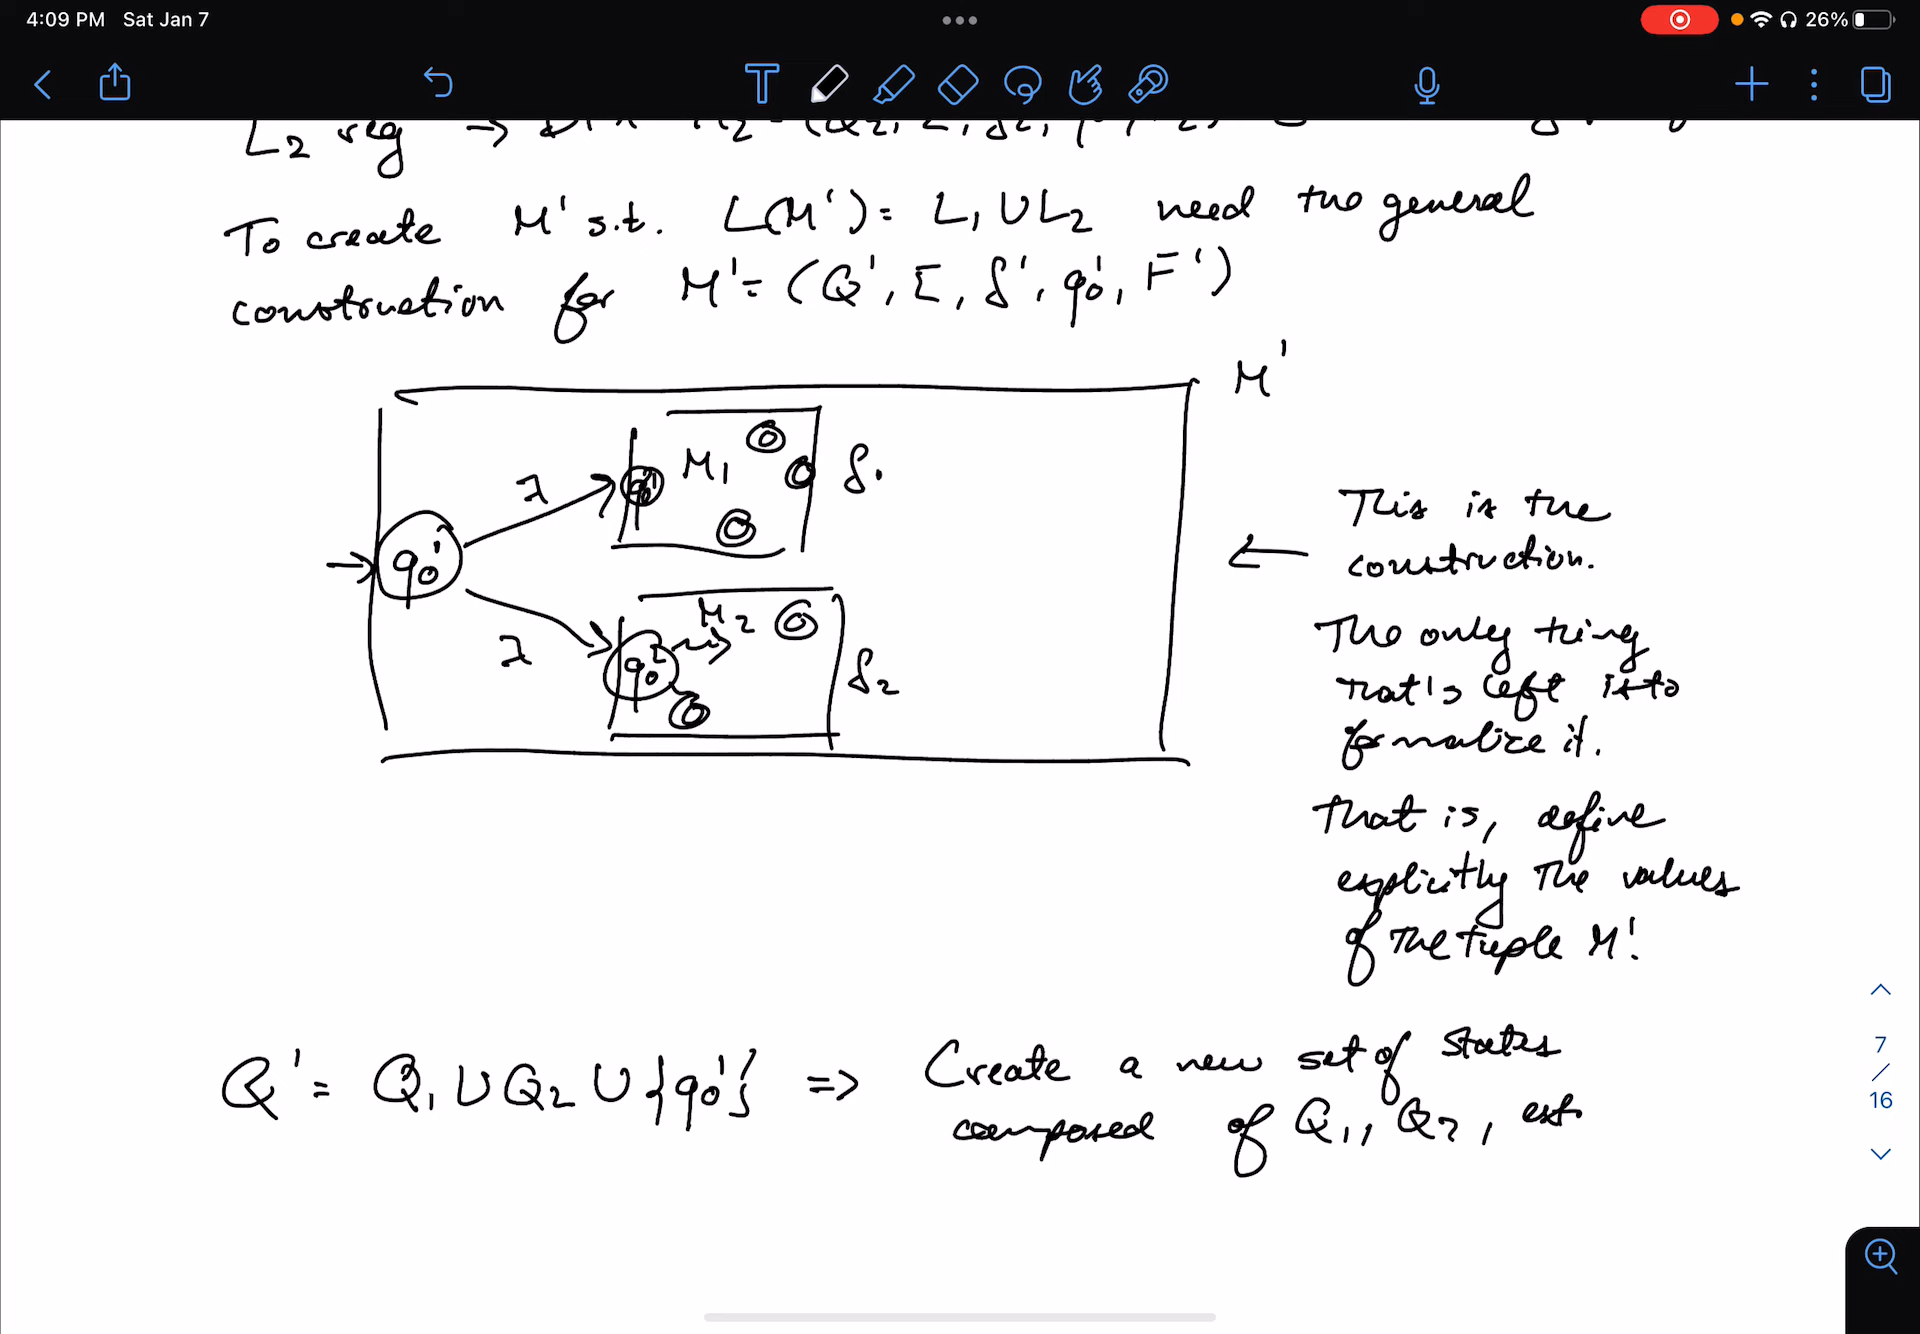 4:09 PM Sat Jan 7
26%
L2 reg →
To create M' s.t. L(M') = L1 ∪ L2 need the general
construction for M' = (Q', Σ, δ', q0', F')
M'
M1
δ1
λ
q0'
λ
M2
δ2
This is the
construction.
The only thing
that's left is to
formalize it.
That is, define
explicitly the values
of the tuple M'.
Q' = Q1 ∪ Q2 ∪ {q0'} => Create a new set of states
composed of Q1, Q2,
7
/
16